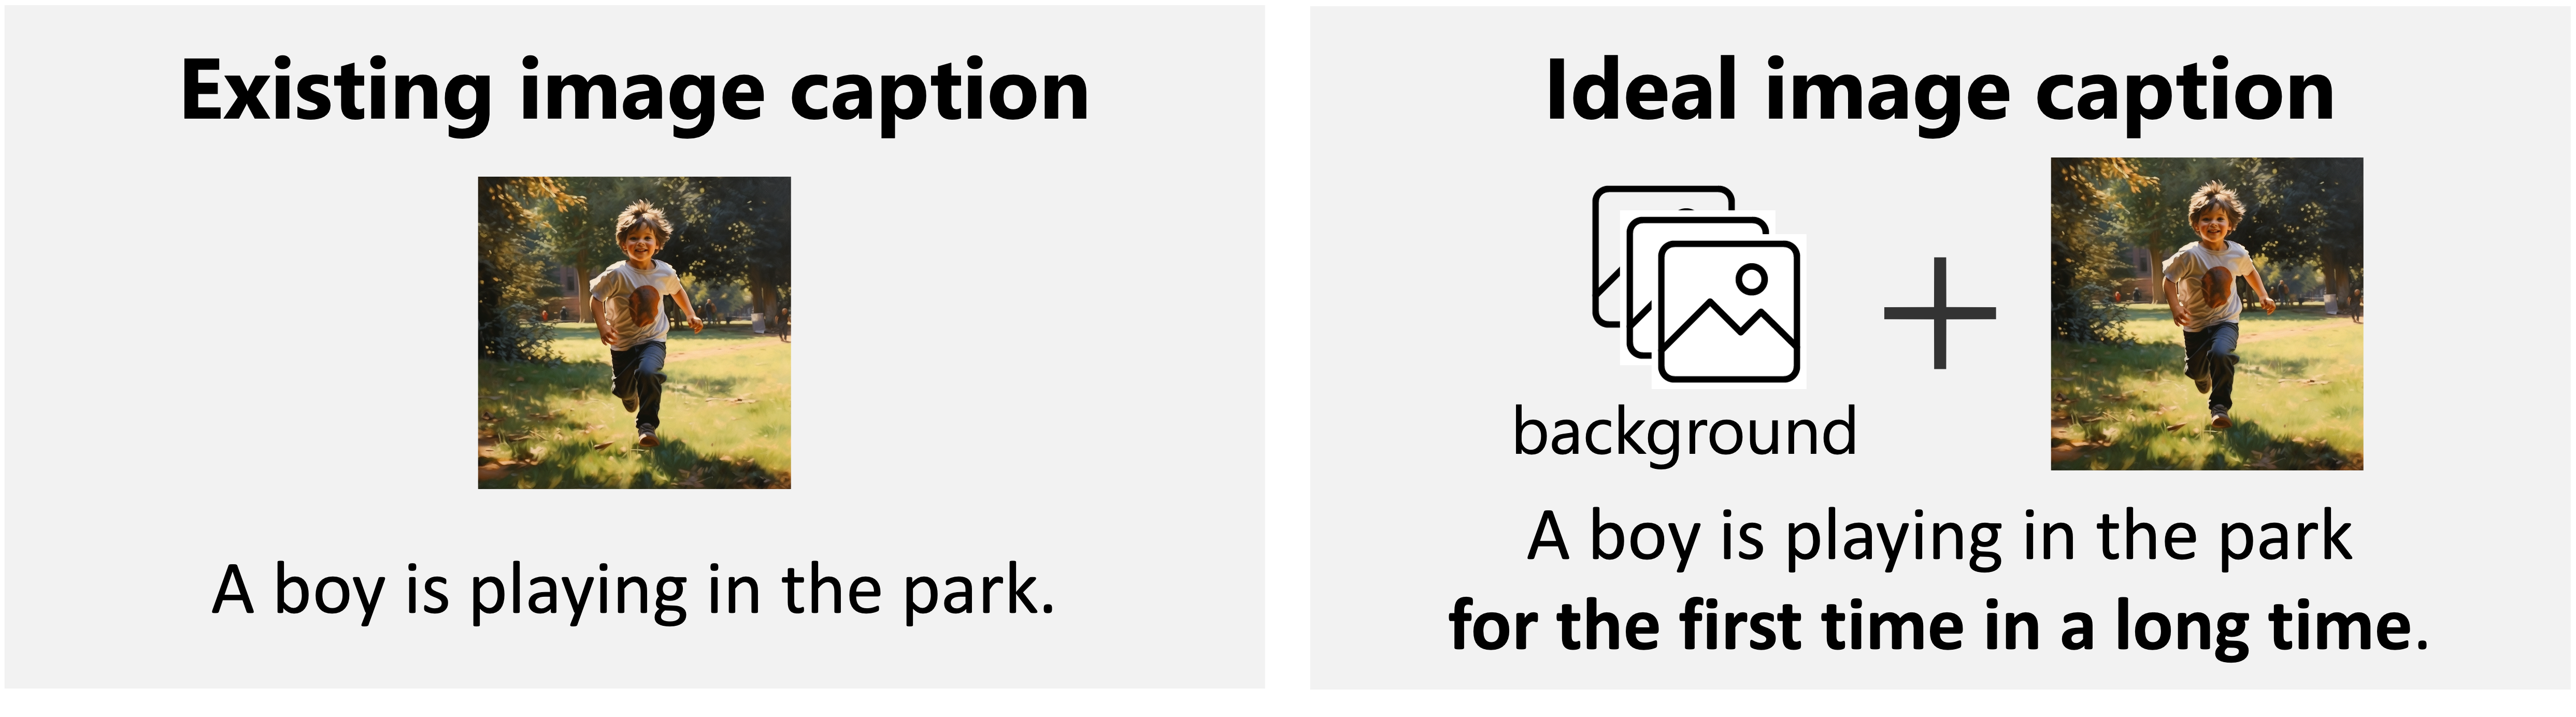 Existing image caption
A boy is playing in the park.
Ideal image caption
background
A boy is playing in the park
for the first time in a long time.